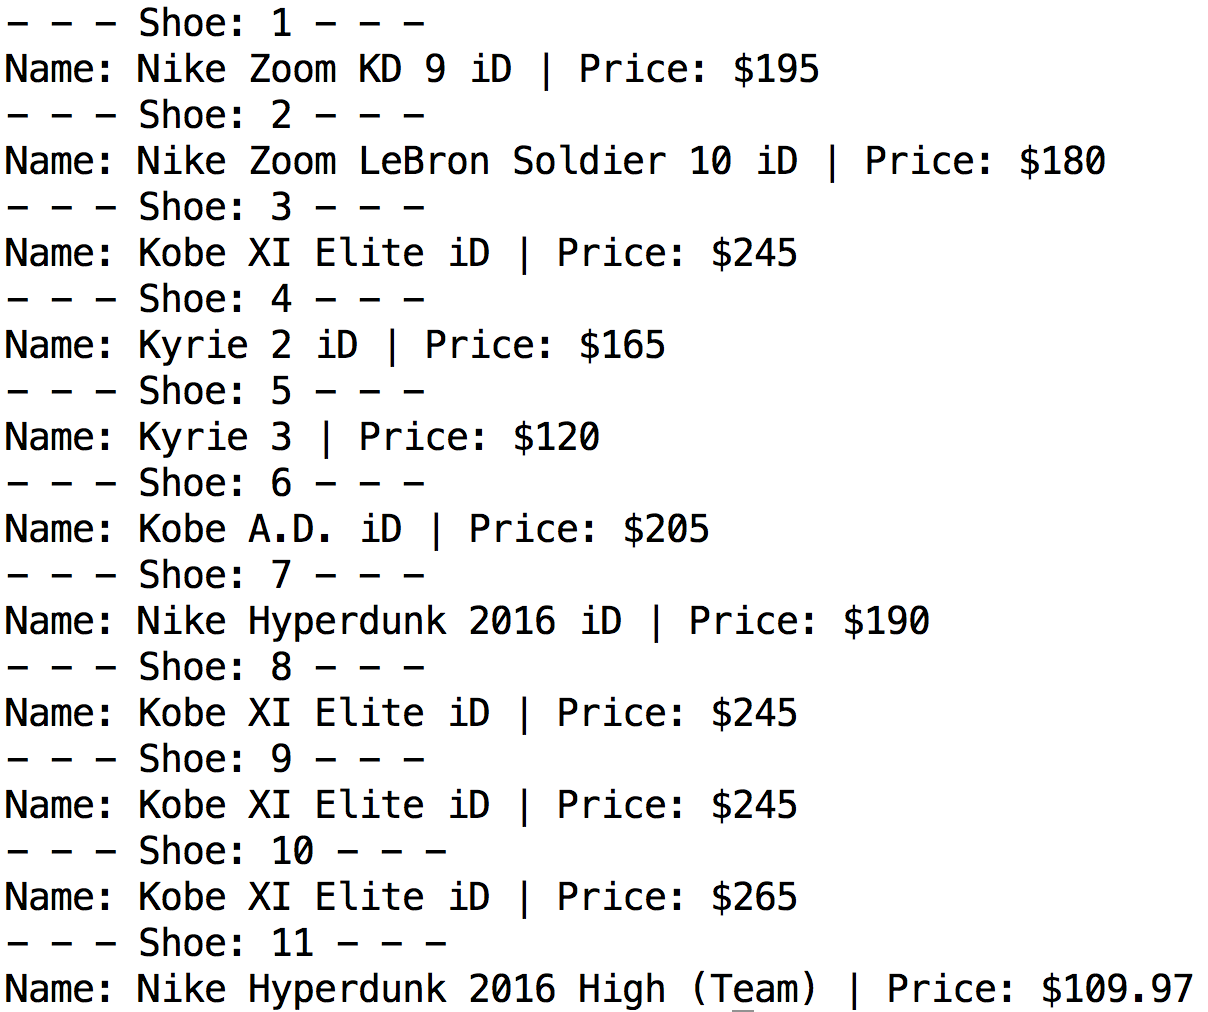 - - - Shoe: 1 - - -
Name: Nike Zoom KD 9 iD | Price: $195
- - - Shoe: 2 - - -
Name: Nike Zoom LeBron Soldier 10 iD | Price: $180
- - - Shoe: 3 - - -
Name: Kobe XI Elite iD | Price: $245
- - - Shoe: 4 - - -
Name: Kyrie 2 iD | Price: $165
- - - Shoe: 5 - - -
Name: Kyrie 3 | Price: $120
- - - Shoe: 6 - - -
Name: Kobe A.D. iD | Price: $205
- - - Shoe: 7 - - -
Name: Nike Hyperdunk 2016 iD | Price: $190
- - - Shoe: 8 - - -
Name: Kobe XI Elite iD | Price: $245
- - - Shoe: 9 - - -
Name: Kobe XI Elite iD | Price: $245
- - - Shoe: 10 - - -
Name: Kobe XI Elite iD | Price: $265
- - - Shoe: 11 - - -
Name: Nike Hyperdunk 2016 High (Team) | Price: $109.97